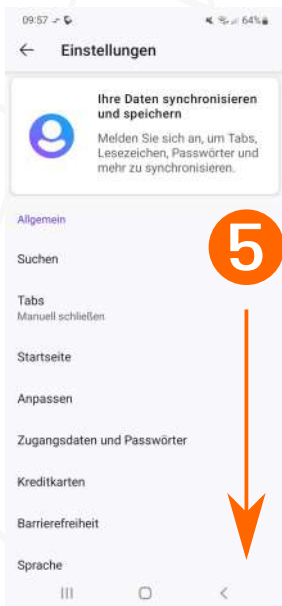 09:57 64%
Einstellungen
Ihre Daten synchronisieren
und speichern
Melden Sie sich an, um Tabs,
Lesezeichen, Passwörter und
mehr zu synchronisieren.
Allgemein
Suchen
5
Tabs
Manuell schließen
Startseite
Anpassen
Zugangsdaten und Passwörter
Kreditkarten
Barrierefreiheit
Sprache